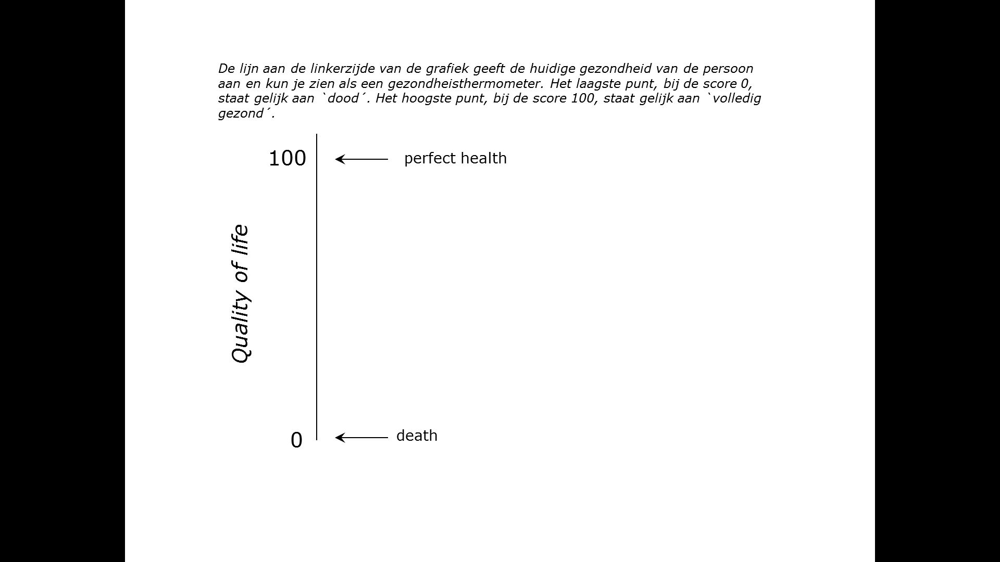 De lijn aan de linkerzijde van de grafiek geeft de huidige gezondheid van de persoon
aan en kun je zien als een gezondheisthermometer. Het laagste punt, bij de score 0,
staat gelijk aan `dood´. Het hoogste punt, bij de score 100, staat gelijk aan `volledig
gezond´.
100
perfect health
Quality of life
0
death